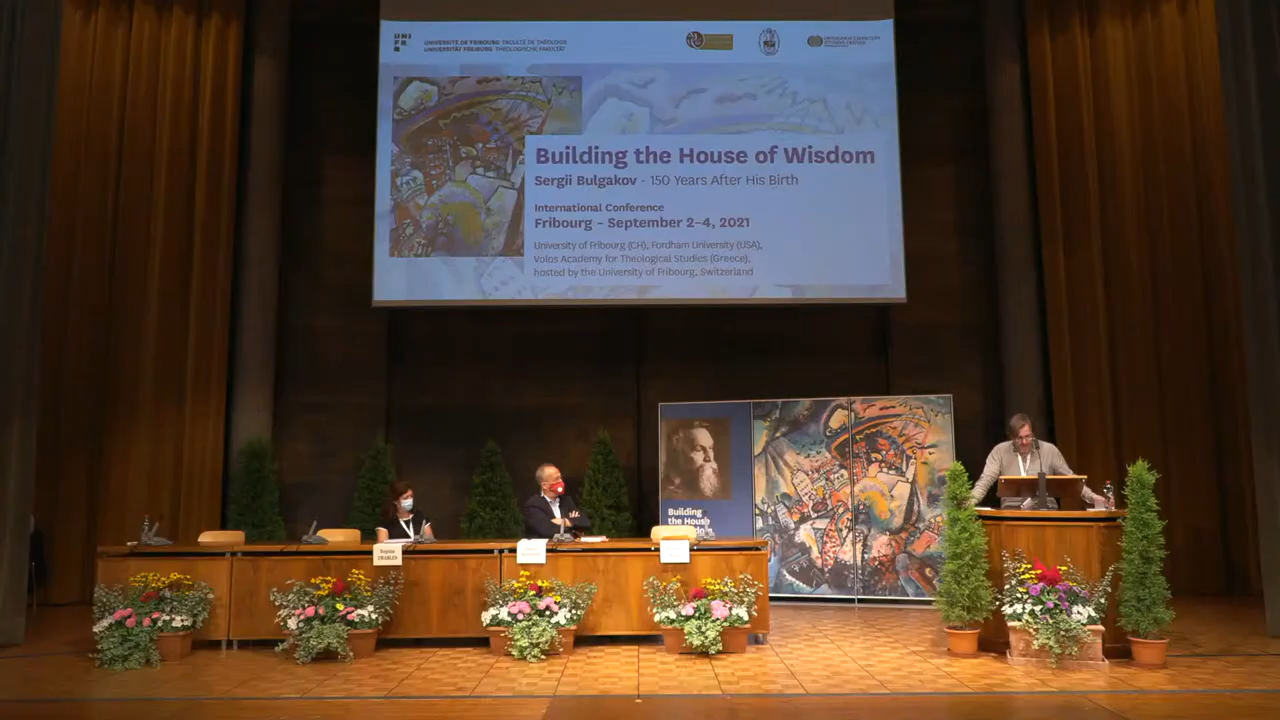 UNI
FR
UNIVERSITÉ DE FRIBOURG FACULTÉ DE THÉOLOGIE
UNIVERSITÄT FREIBURG THEOLOGISCHE FAKULTÄT
Building the House of Wisdom
Sergii Bulgakov - 150 Years After His Birth
International Conference
Fribourg – September 2–4, 2021
University of Fribourg (CH), Fordham University (USA),
Volos Academy for Theological Studies (Greece),
hosted by the University of Fribourg, Switzerland
Building
the House